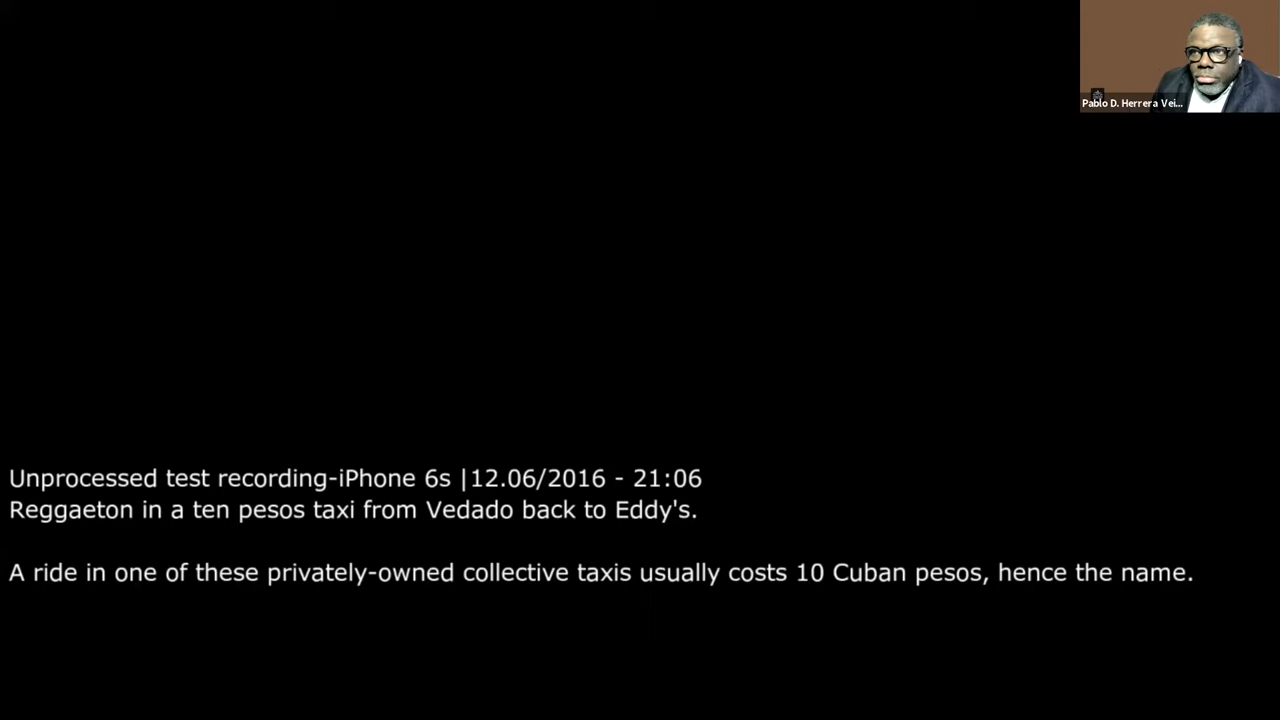 Pablo D. Herrera Vei...
Unprocessed test recording-iPhone 6s |12.06/2016 - 21:06
Reggaeton in a ten pesos taxi from Vedado back to Eddy's.
A ride in one of these privately-owned collective taxis usually costs 10 Cuban pesos, hence the name.